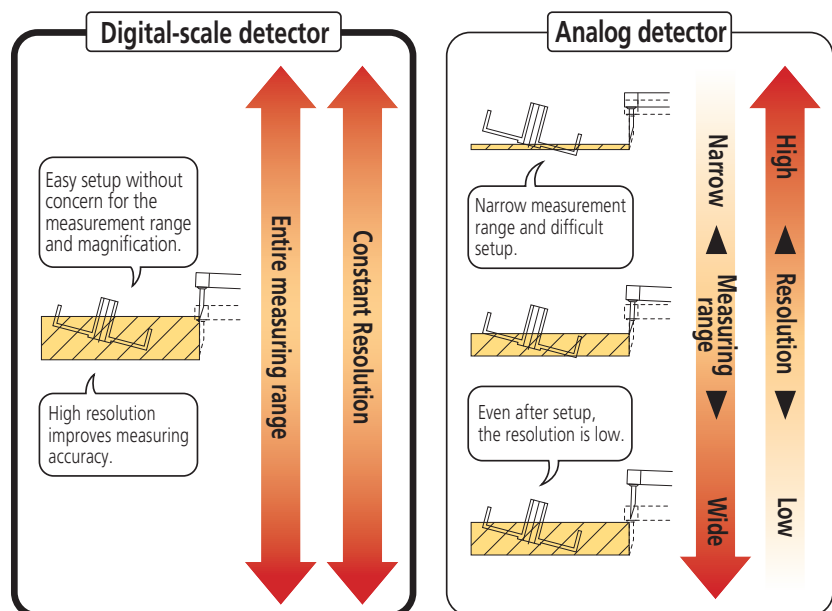 Digital-scale detector
Easy setup without
concern for the
measurement range
and magnification.
High resolution
improves measuring
accuracy.
Entire measuring range
Constant Resolution
Analog detector
Narrow measurement
range and difficult
setup.
Even after setup,
the resolution is low.
Narrow
Measuring
range
Wide
High
Resolution
Low